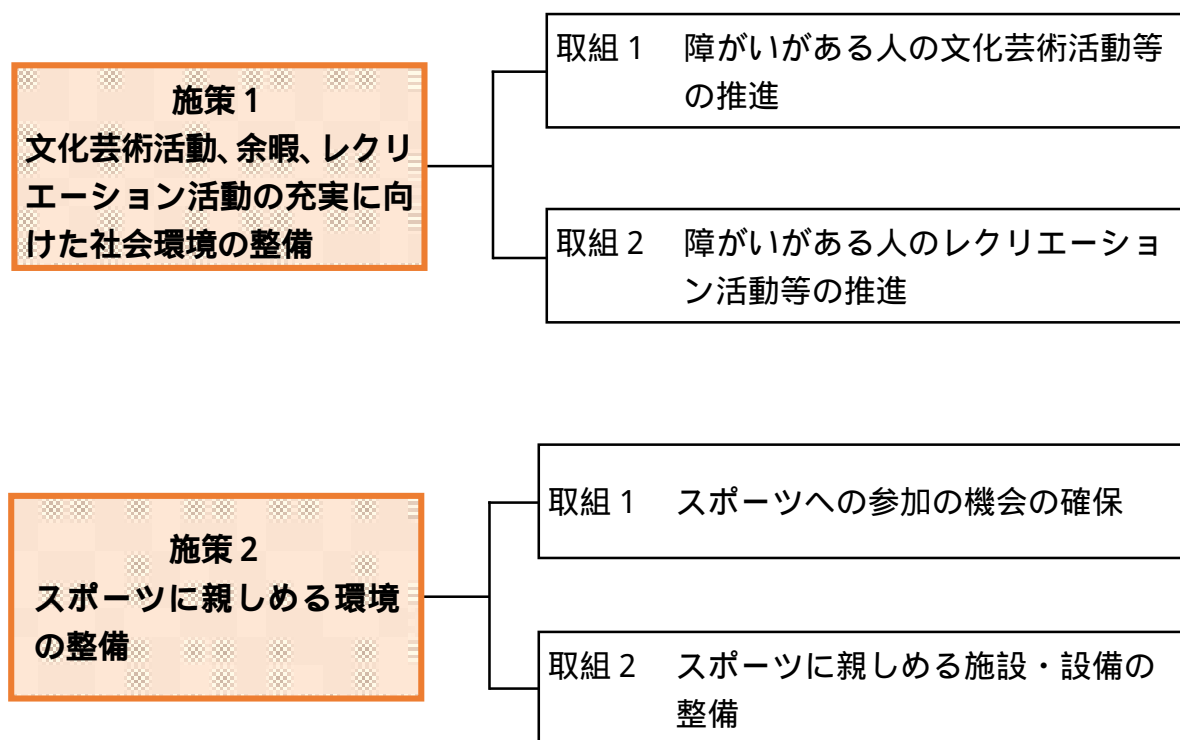 施策1
文化芸術活動、余暇、レクリ
エーション活動の充実に向
けた社会環境の整備
取組1 障がいがある人の文化芸術活動等
の推進
取組2 障がいがある人のレクリエーショ
ン活動等の推進
施策2
スポーツに親しめる環境
の整備
取組1 スポーツへの参加の機会の確保
取組2 スポーツに親しめる施設・設備の
整備